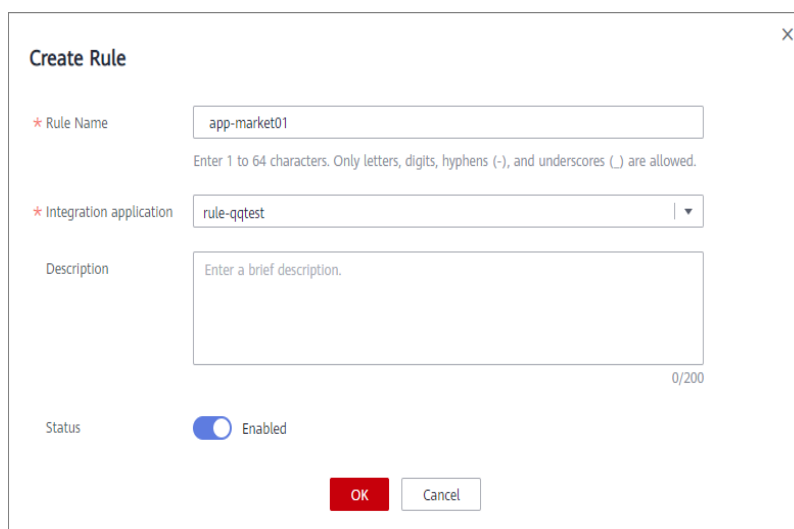 Create Rule
* Rule Name
app-market01
Enter 1 to 64 characters. Only letters, digits, hyphens (-), and underscores (_) are allowed.
* Integration application
rule-qqtest
Description
Enter a brief description.
0/200
Status
Enabled
OK
Cancel